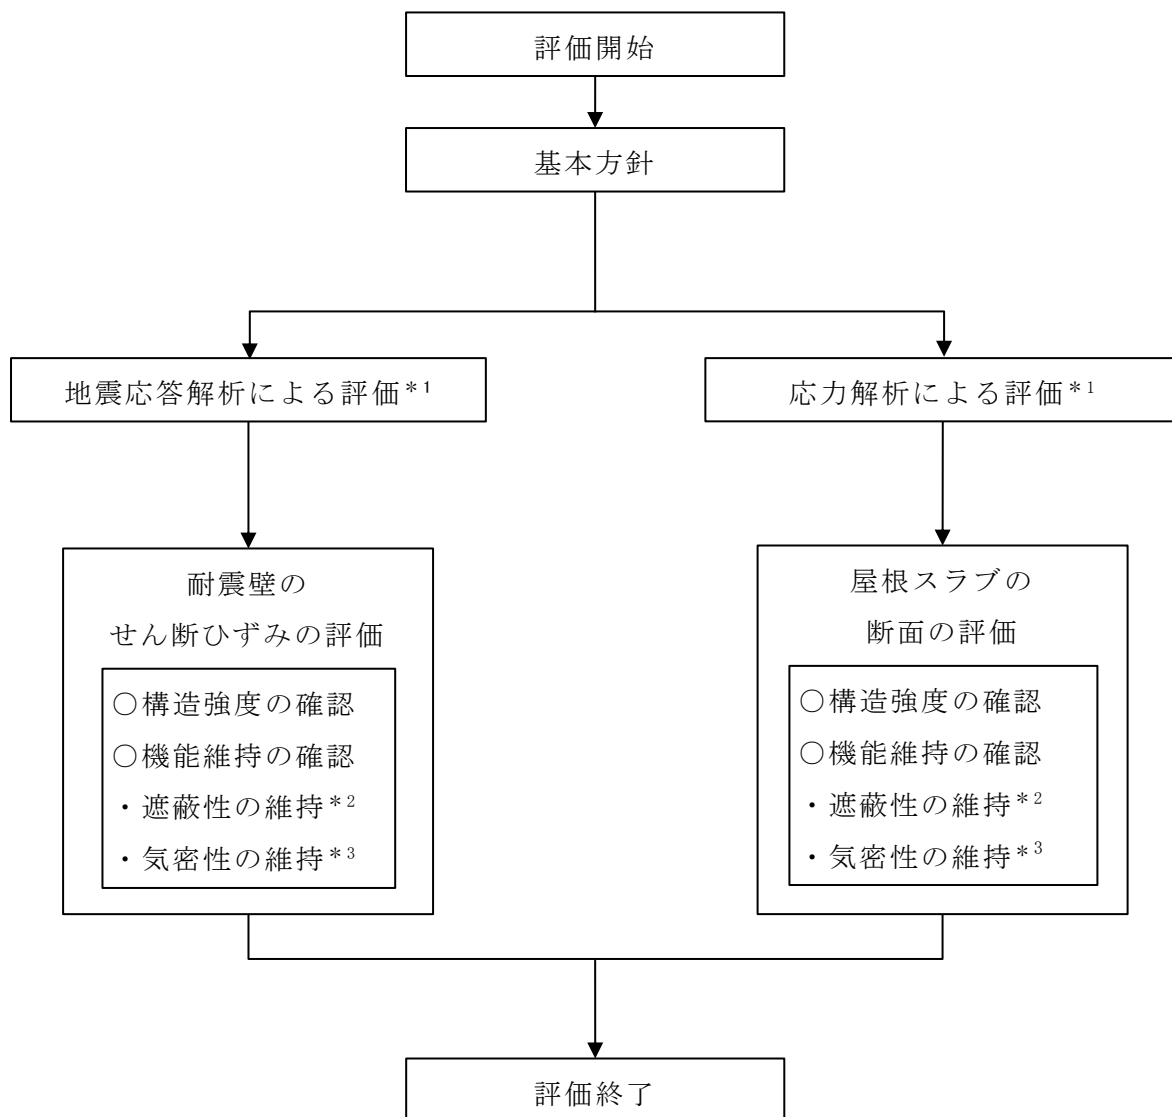 評価開始
基本方針
地震応答解析による評価*1
応力解析による評価*1
耐震壁の
せん断ひずみの評価
○構造強度の確認
○機能維持の確認
・遮蔽性の維持*2
・気密性の維持*3
屋根スラブの
断面の評価
○構造強度の確認
○機能維持の確認
・遮蔽性の維持*2
・気密性の維持*3
評価終了